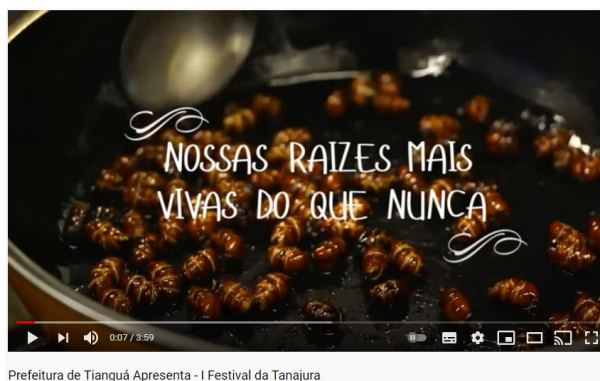 NOSSAS RAIZES MAIS
VIVAS DO QUE NUNCA
0:07 / 3:59
Prefeitura de Tianguá Apresenta - I Festival da Tanajura